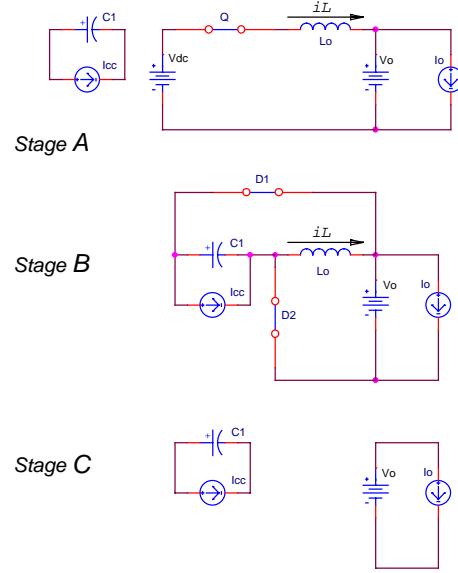 C1
+
Icc
Q
iL
Lo
Vdc
+
-
Vo
+
-
Io
Stage A
D1
iL
C1
+
Lo
Icc
D2
Vo
+
-
Io
Stage B
C1
+
Icc
Vo
+
-
Io
Stage C